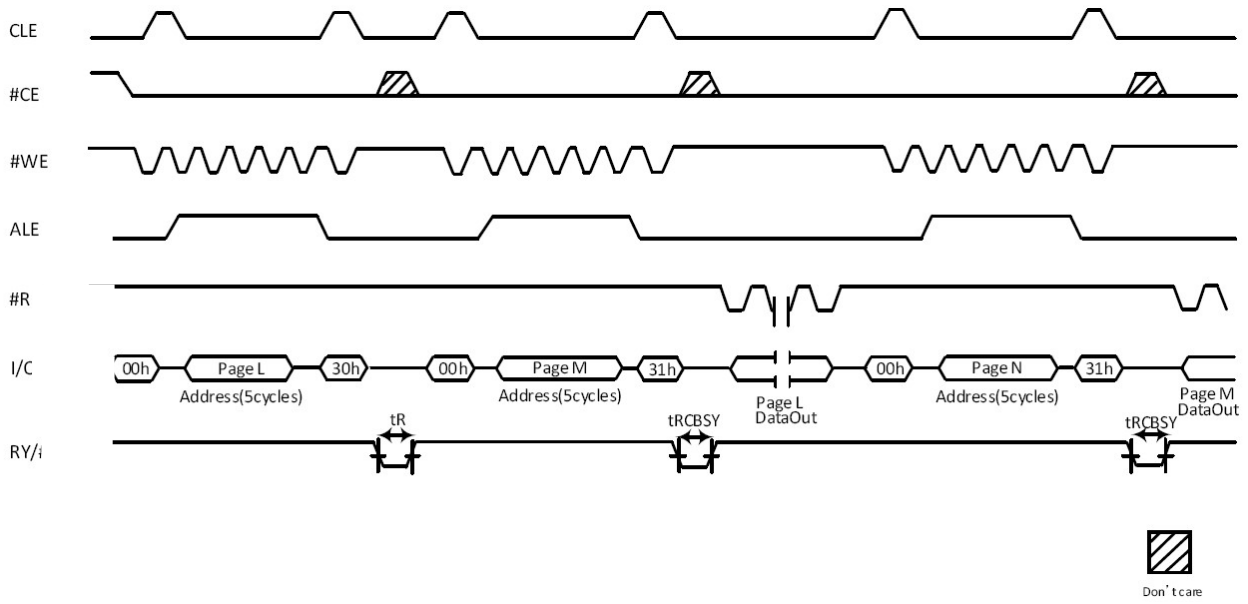 CLE
#CE
#WE
ALE
#R
I/C
00h
Page L
30h
00h
Page M
31h
00h
Page N
31h
Address(5cycles)
Address(5cycles)
Page L
DataOut
Address(5cycles)
Page M
DataOut
tR
tRCBSY
tRCBSY
RY/
Don't care